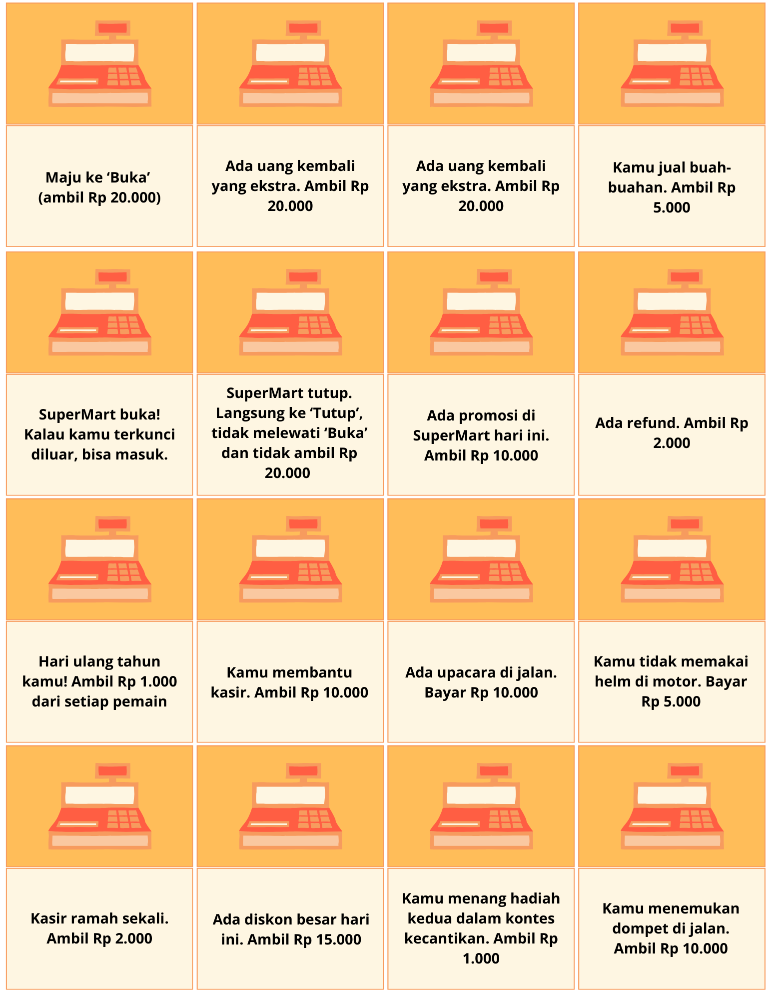 Maju ke ‘Buka’
(ambil Rp 20.000)
Ada uang kembali
yang ekstra. Ambil Rp
20.000
Ada uang kembali
yang ekstra. Ambil Rp
20.000
Kamu jual buah-
buahan. Ambil Rp
5.000
SuperMart buka!
Kalau kamu terkunci
diluar, bisa masuk.
SuperMart tutup.
Langsung ke ‘Tutup’,
tidak melewati ‘Buka’
dan tidak ambil Rp
20.000
Ada promosi di
SuperMart hari ini.
Ambil Rp 10.000
Ada refund. Ambil Rp
2.000
Hari ulang tahun
kamu! Ambil Rp 1.000
dari setiap pemain
Kamu membantu
kasir. Ambil Rp 10.000
Ada upacara di jalan.
Bayar Rp 10.000
Kamu tidak memakai
helm di motor. Bayar
Rp 5.000
Kasir ramah sekali.
Ambil Rp 2.000
Ada diskon besar hari
ini. Ambil Rp 15.000
Kamu menang hadiah
kedua dalam kontes
kecantikan. Ambil Rp
1.000
Kamu menemukan
dompet di jalan.
Ambil Rp 10.000